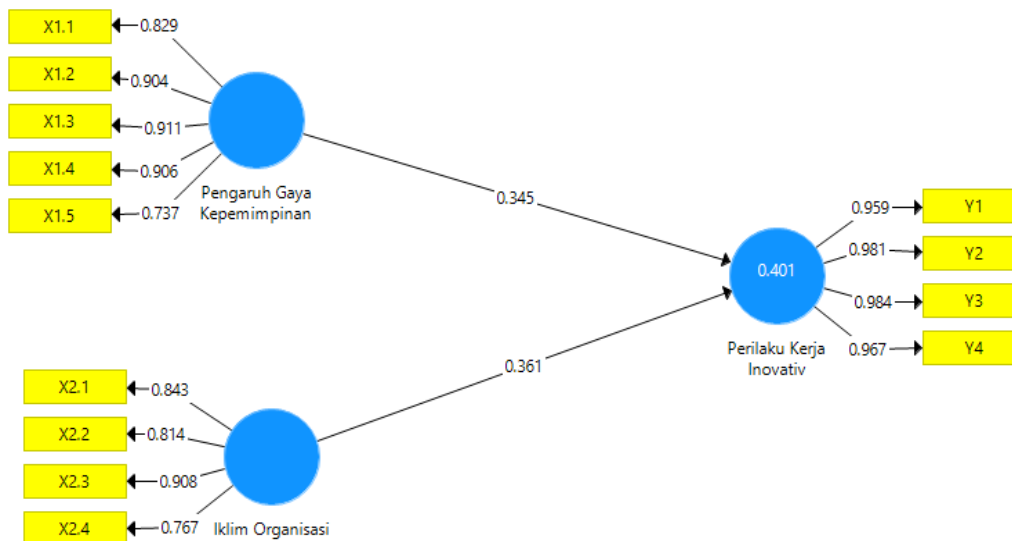 X1.1
0.829
X1.2
0.904
X1.3
0.911
X1.4
0.906
X1.5
0.737
Pengaruh Gaya
Kepemimpinan
0.345
0.959
Y1
0.981
Y2
0.401
0.984
Y3
0.967
Y4
Perilaku Kerja
Inovativ
0.361
X2.1
0.843
X2.2
0.814
X2.3
0.908
X2.4
0.767
Iklim Organisasi